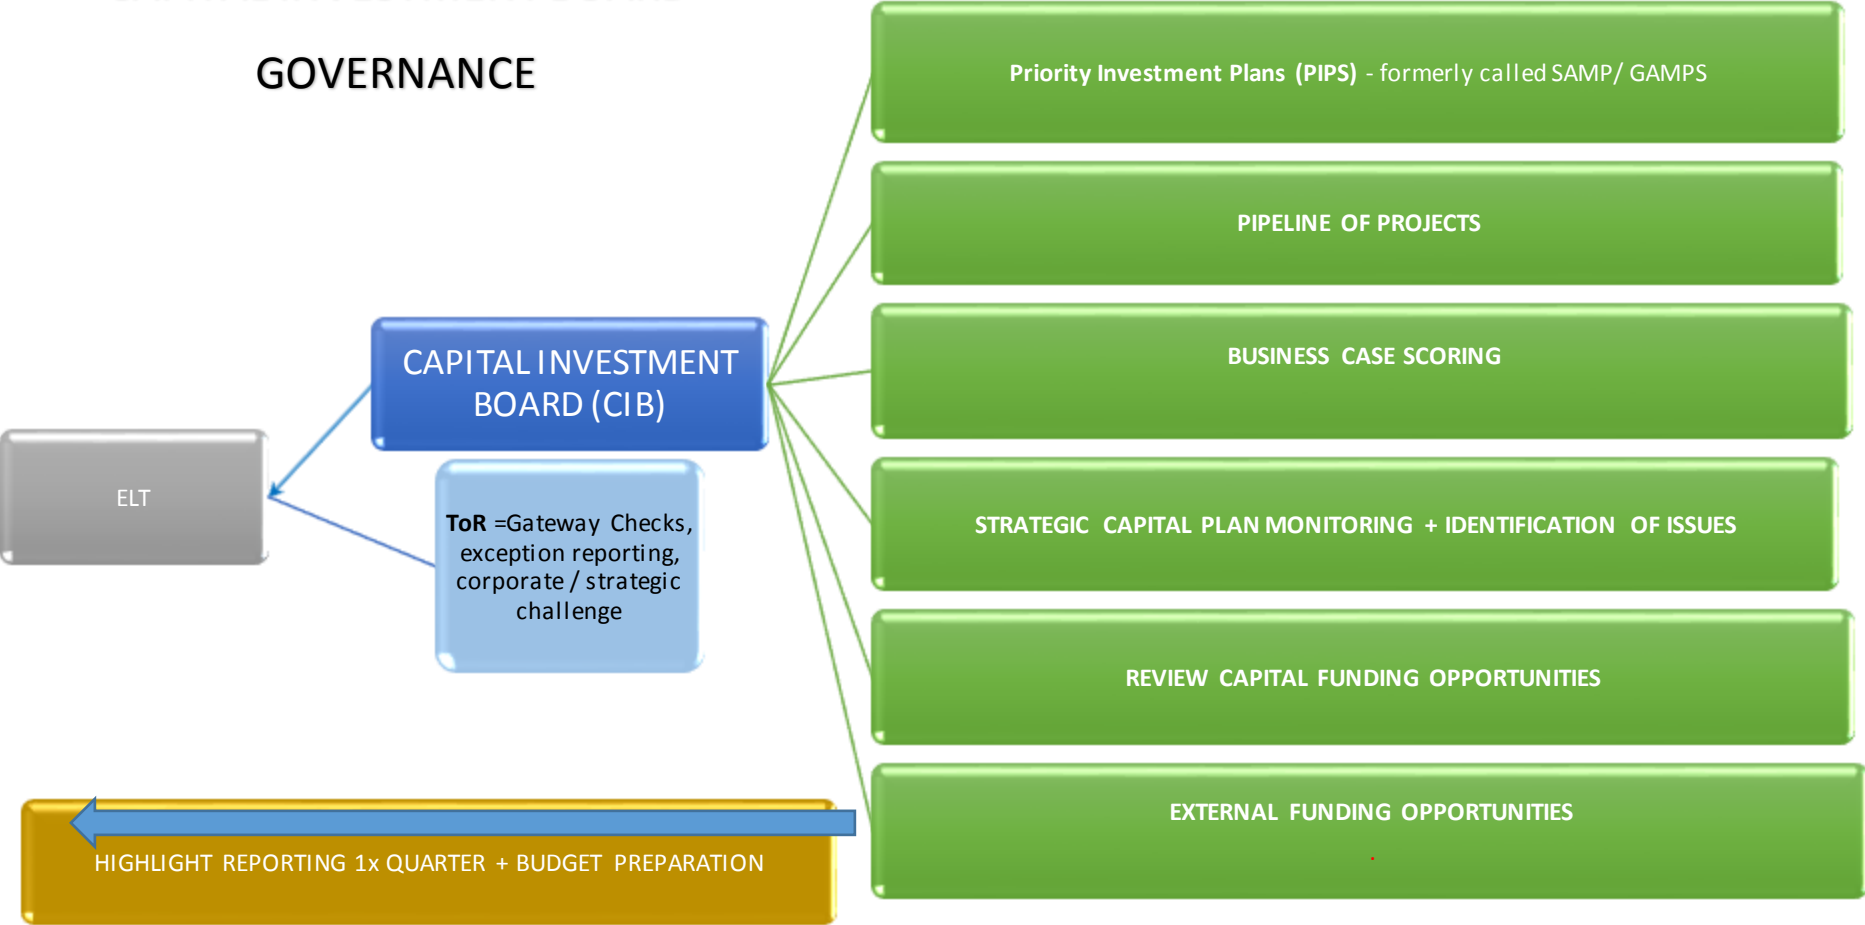 GOVERNANCE
Priority Investment Plans (PIPS) - formerly called SAMP/ GAMPS
PIPELINE OF PROJECTS
BUSINESS CASE SCORING
CAPITAL INVESTMENT
BOARD (CIB)
ELT
ToR =Gateway Checks,
exception reporting,
corporate / strategic
challenge
STRATEGIC CAPITAL PLAN MONITORING + IDENTIFICATION OF ISSUES
REVIEW CAPITAL FUNDING OPPORTUNITIES
EXTERNAL FUNDING OPPORTUNITIES
.
HIGHLIGHT REPORTING 1x QUARTER + BUDGET PREPARATION